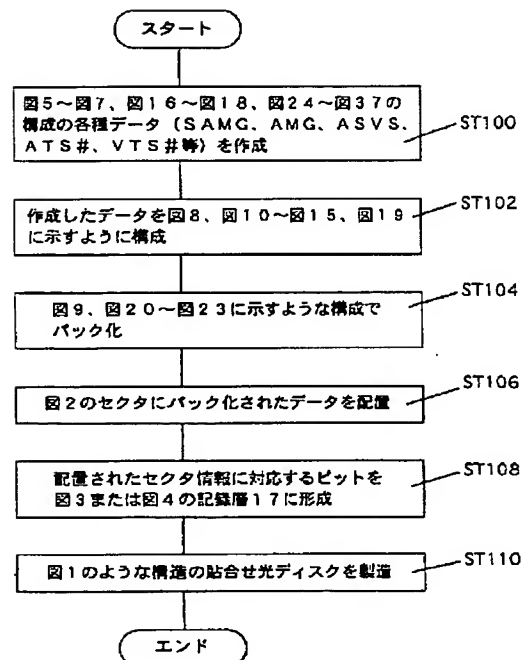 スタート
図5～図7、図16～図18、図24～図37の
構成の各種データ（SAMG、AMG、ASVS、
ATS#、VTS#等）を作成
ST100
作成したデータを図8、図10～図15、図19
に示すように構成
ST102
図9、図20～図23に示すような構成で
パック化
ST104
図2のセクタにパック化されたデータを配置
ST106
配置されたセクタ情報に対応するピットを
図3または図4の記録層17に形成
ST108
図1のような構造の貼合せ光ディスクを製造
ST110
エンド